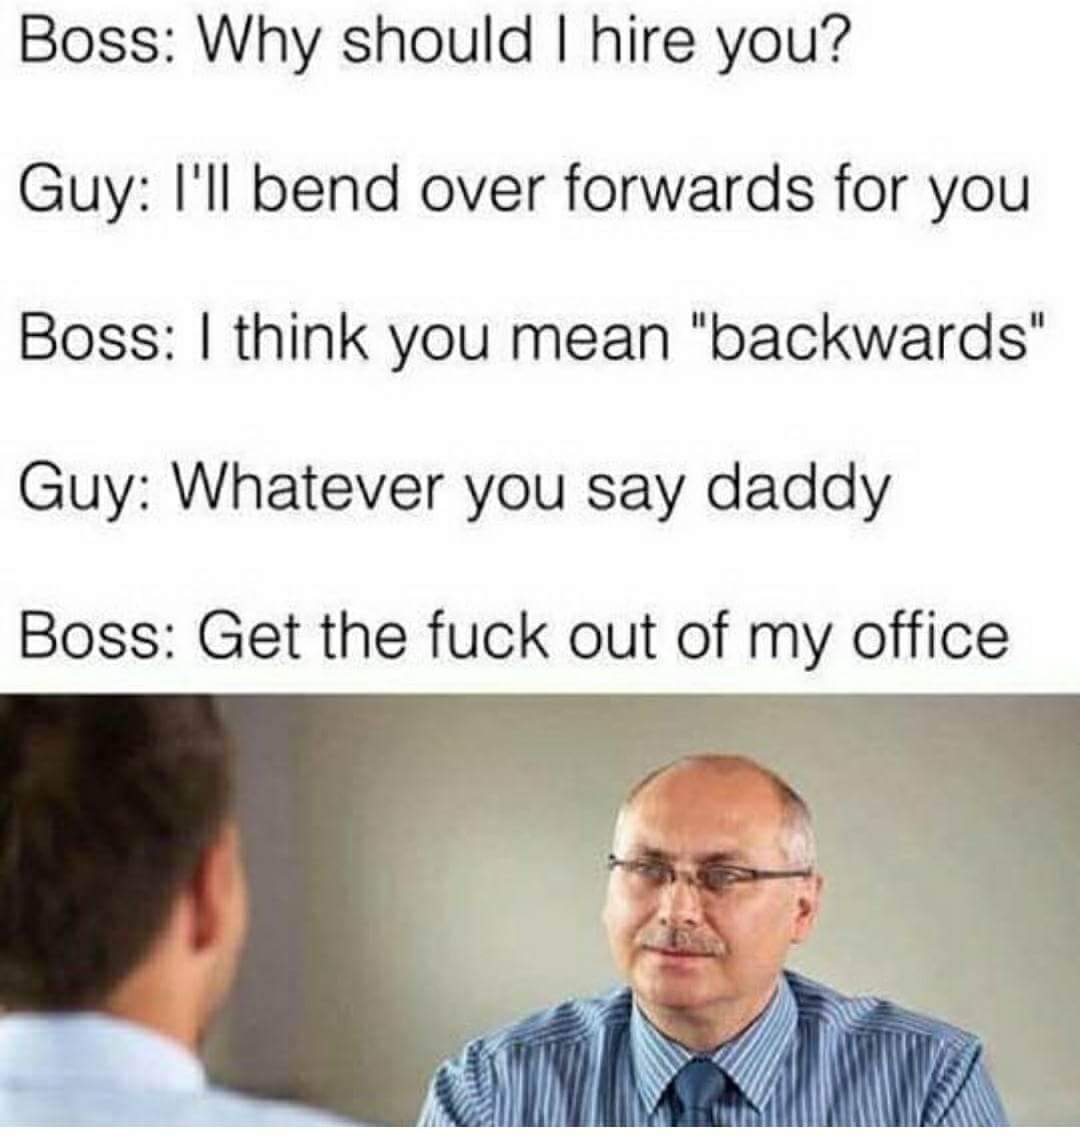 Boss: Why should I hire you?
Guy: I'll bend over forwards for you
Boss: I think you mean "backwards"
Guy: Whatever you say daddy
Boss: Get the fuck out of my office